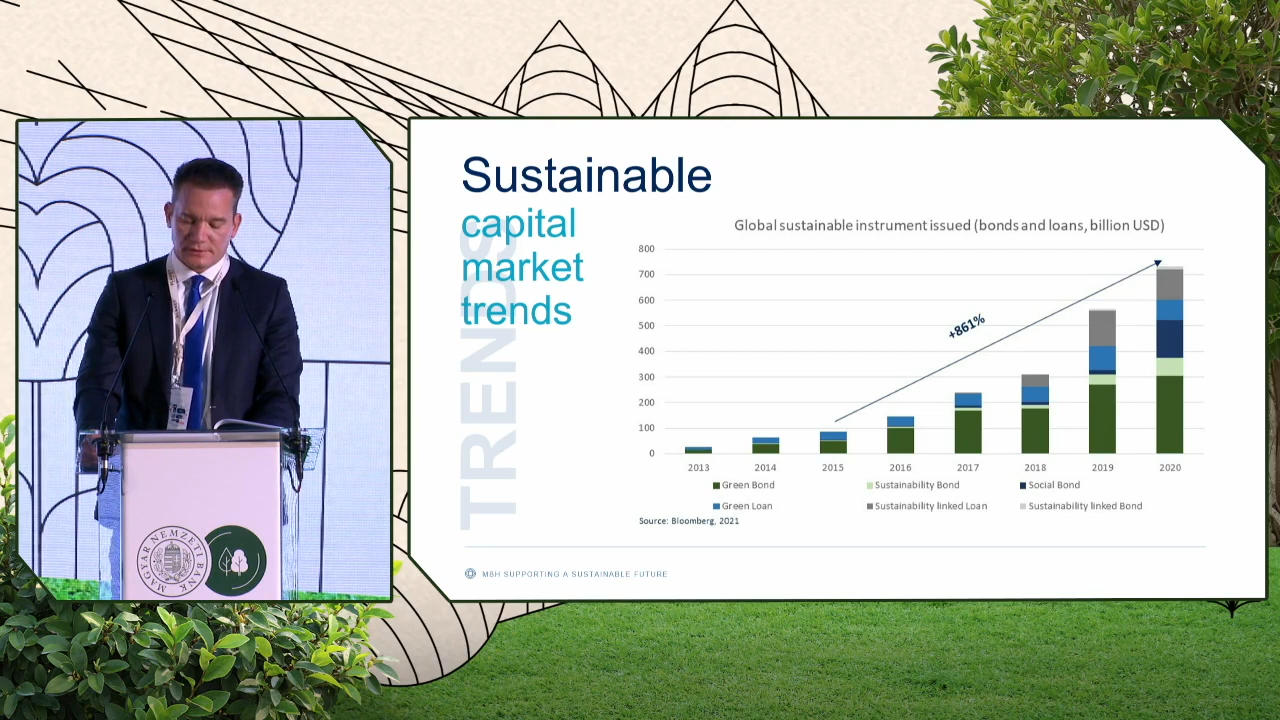 Sustainable
capital
market
trends
TRENDS
Global sustainable instrument issued (bonds and loans, billion USD)
800
700
600
500
400
300
200
100
0
+861%
2013 2014 2015 2016 2017 2018 2019 2020
Green Bond Sustainability Bond Social Bond
Green Loan Sustainability linked Loan Sustainability linked Bond
Source: Bloomberg, 2021
MBH SUPPORTING A SUSTAINABLE FUTURE
MAGYAR NEMZETI BANK